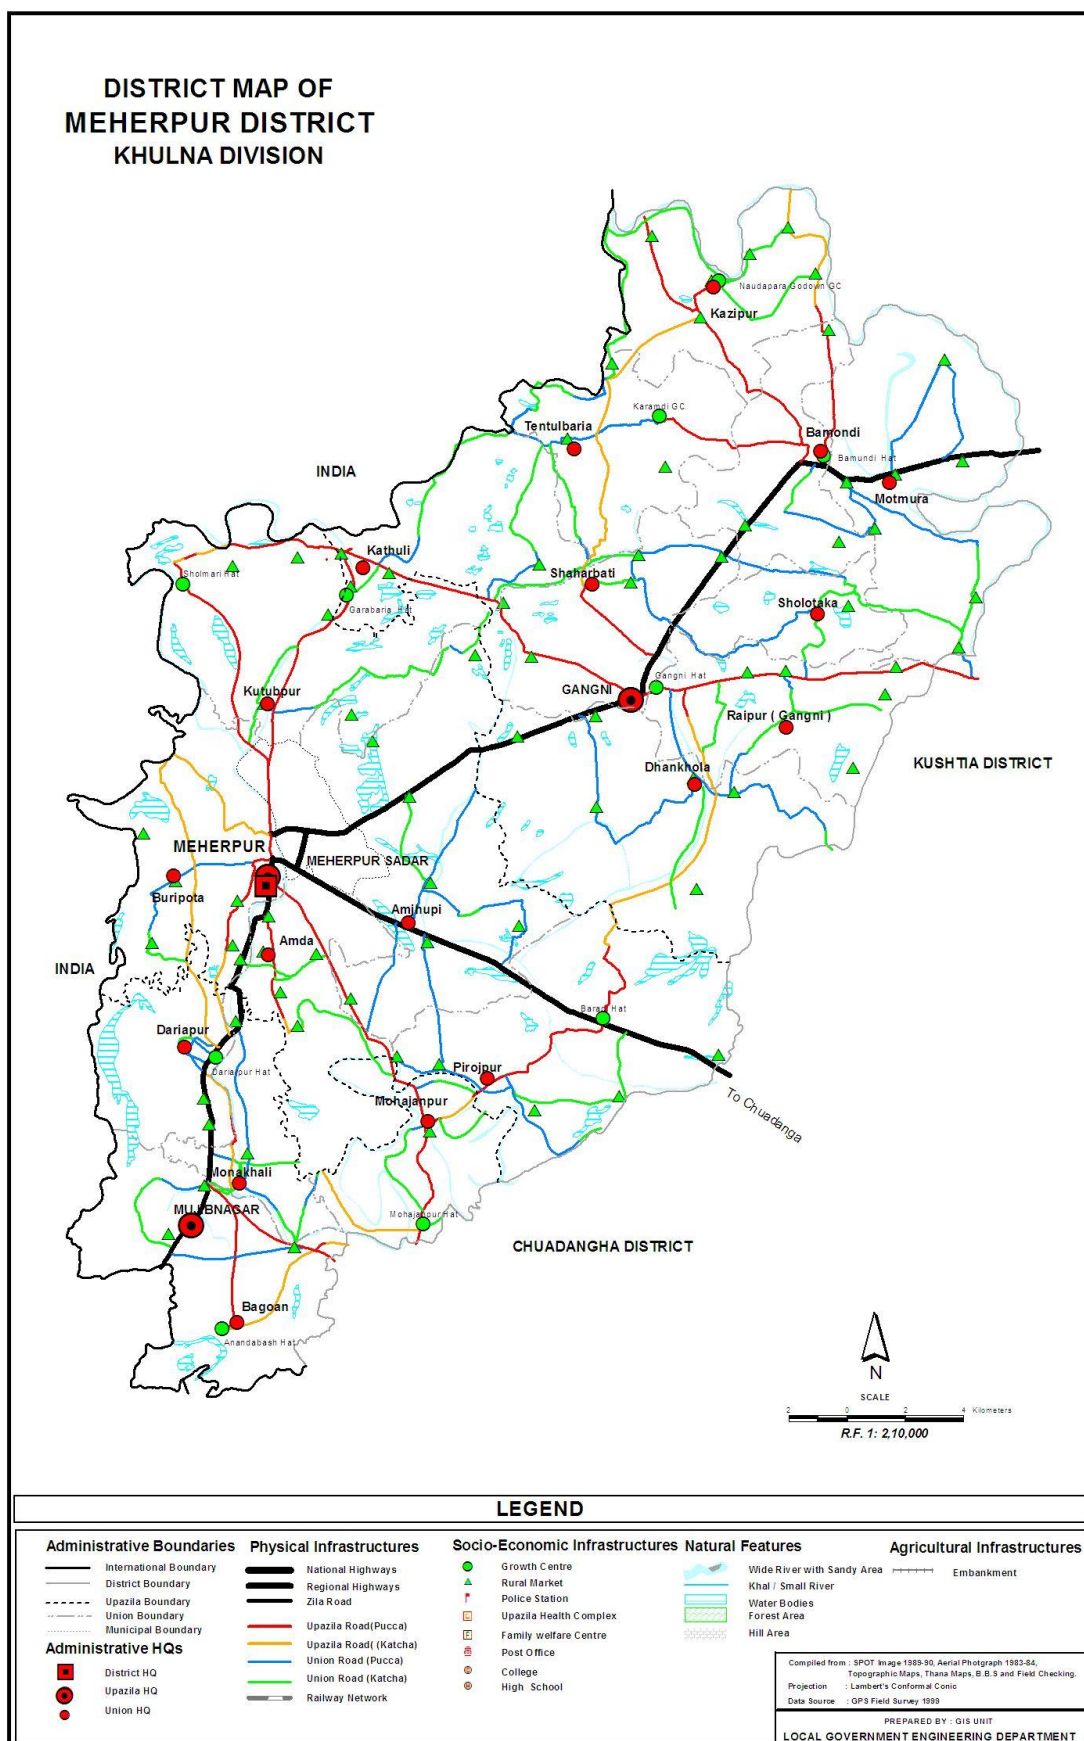 DISTRICT MAP OF
MEHERPUR DISTRICT
KHULNA DIVISION
Naudapara Godown GC
Kazipur
Karamdi GC
Tentulbaria
Bamondi
Bamundi Hat
INDIA
Motmura
Kathuli
Sholmari Hat
Shaharbati
Garabaria Hat
Sholotaka
Gangni Hat
GANGNI
Kutubpur
Raipur ( Gangni )
KUSHTIA DISTRICT
Dhankhola
MEHERPUR
MEHERPUR SADAR
Buripota
Amjhupi
Amda
INDIA
Baradi Hat
Dariapur
Dariapur Hat
Pirojpur
To Chuadanga
Mohajanpur
Monakhali
MUJIBNAGAR
Mohajanpur Hat
CHUADANGHA DISTRICT
Bagoan
Anandabash Hat
N
SCALE
2 0 2 4 Kilometers
R.F. 1: 2,10,000
LEGEND
Administrative Boundaries
International Boundary
District Boundary
Upazila Boundary
Union Boundary
Municipal Boundary
Administrative HQs
District HQ
Upazila HQ
Union HQ
Physical Infrastructures
National Highways
Regional Highways
Zila Road
Upazila Road(Pucca)
Upazila Road( (Katcha)
Union Road (Pucca)
Union Road (Katcha)
Railway Network
Socio-Economic Infrastructures
Growth Centre
Rural Market
Police Station
Upazila Health Complex
Family welfare Centre
Post Office
College
High School
Natural Features
Wide River with Sandy Area
Khal / Small River
Water Bodies
Forest Area
Hill Area
Agricultural Infrastructures
Embankment
Compiled from : SPOT Image 1989-90, Aerial Photgraph 1983-84,
Topographic Maps, Thana Maps, B.B.S and Field Checking.
Projection : Lambert's Conformal Conic
Data Source : GPS Field Survey 1999
PREPARED BY : GIS UNIT
LOCAL GOVERNMENT ENGINEERING DEPARTMENT